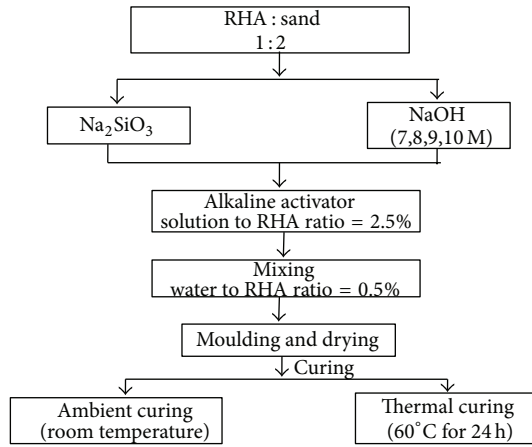 RHA : sand
1 : 2
Na₂SiO₃
NaOH
(7,8,9,10 M)
Alkaline activator
solution to RHA ratio = 2.5%
Mixing
water to RHA ratio = 0.5%
Moulding and drying
Curing
Ambient curing
(room temperature)
Thermal curing
(60°C for 24 h)